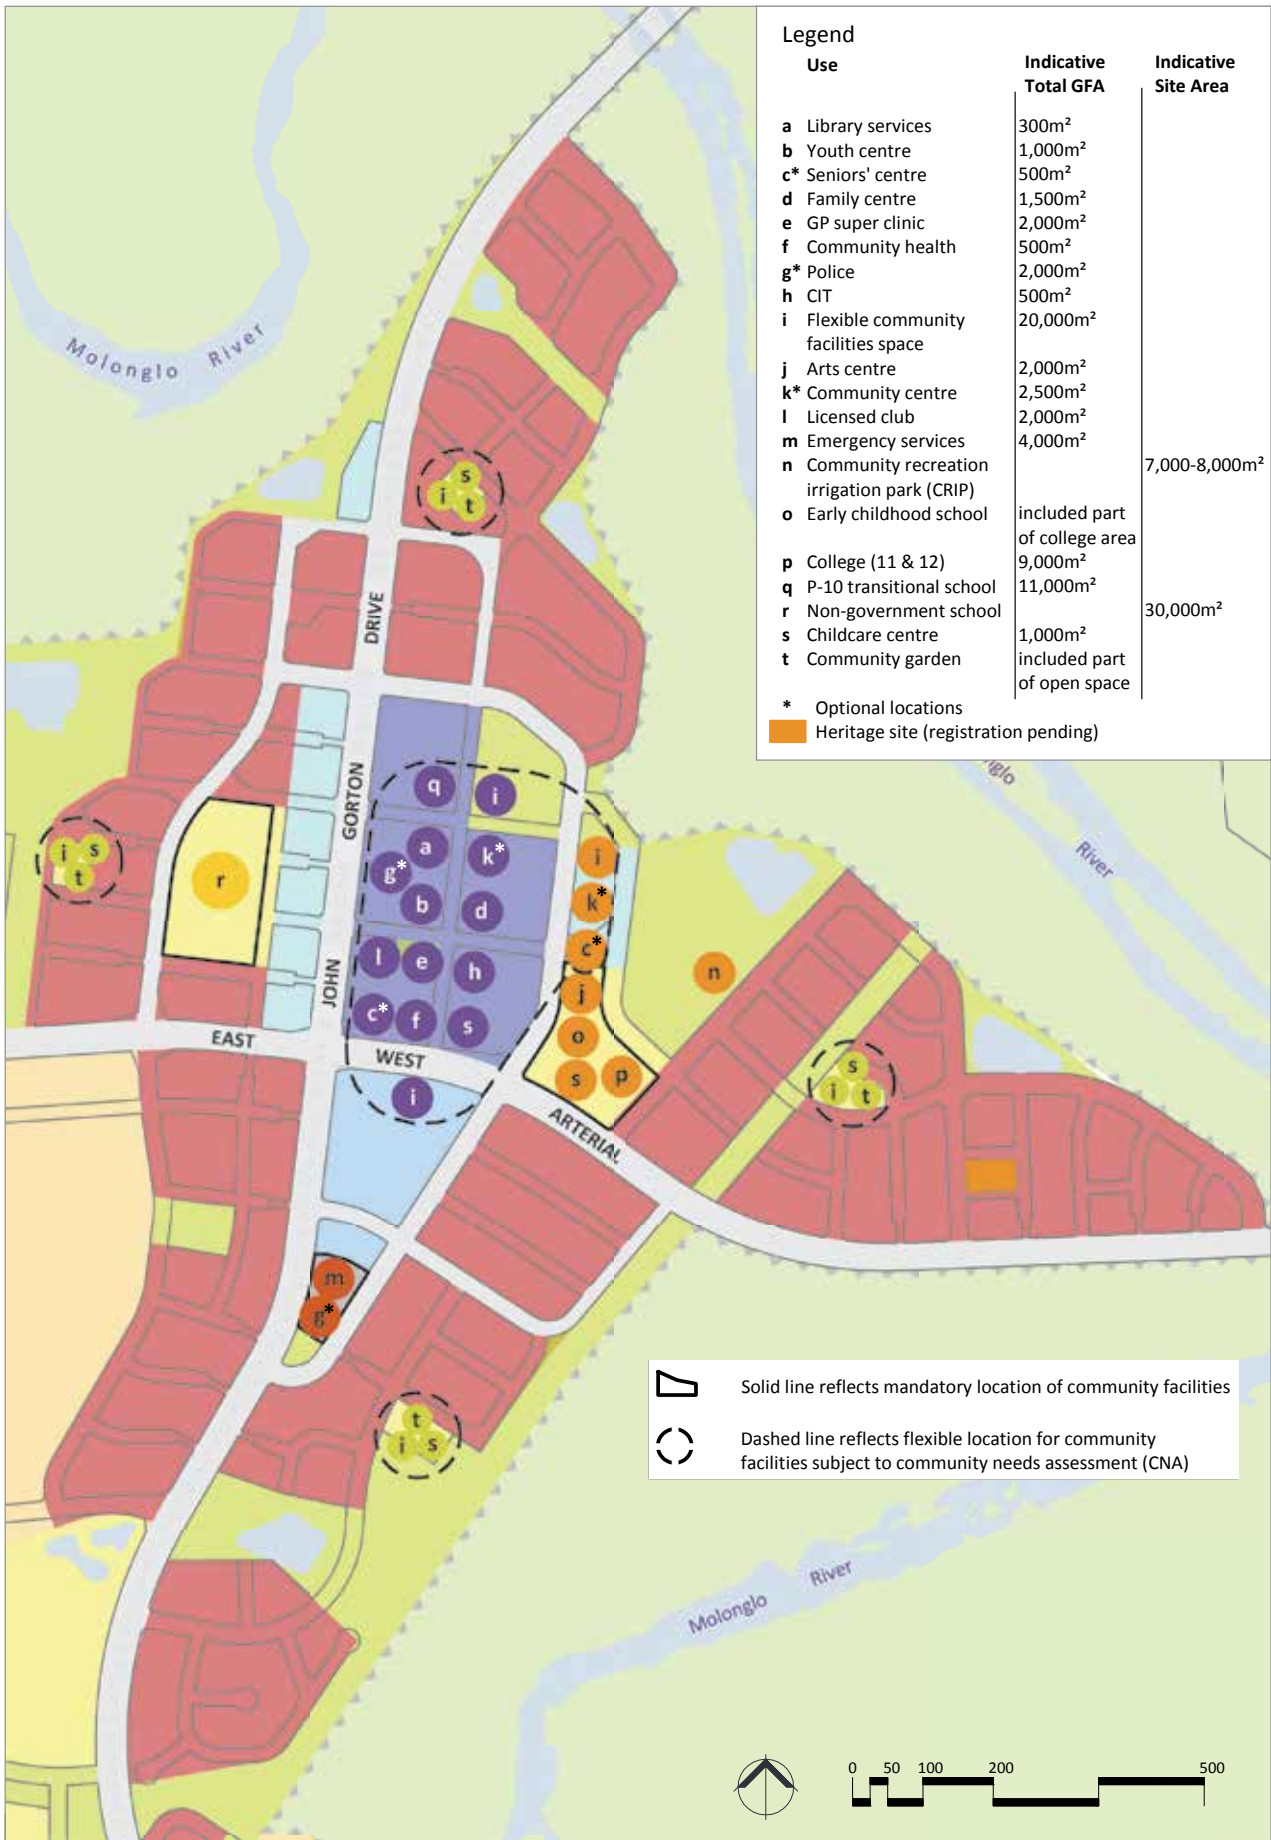 Legend
Use Indicative Indicative
Total GFA Site Area
a Library services 300m²
b Youth centre 1,000m²
c* Seniors' centre 500m²
d Family centre 1,500m²
e GP super clinic 2,000m²
f Community health 500m²
g* Police 2,000m²
h CIT 500m²
i Flexible community 20,000m²
facilities space
j Arts centre 2,000m²
k* Community centre 2,500m²
l Licensed club 2,000m²
m Emergency services 4,000m²
n Community recreation 7,000-8,000m²
irrigation park (CRIP)
o Early childhood school included part
of college area
p College (11 & 12) 9,000m²
q P-10 transitional school 11,000m²
r Non-government school 30,000m²
s Childcare centre 1,000m²
t Community garden included part
of open space
* Optional locations
Heritage site (registration pending)
Molonglo River
s
i t
DRIVE
GORTON
JOHN
q i
a k*
g*
b d
l e h
c* f s
i
k*
c*
j
o
s p
n
r
i s
t
nglo
River
EAST
WEST
ARTERIAL
i
s
i t
m
g*
t
i s
Solid line reflects mandatory location of community facilities
Dashed line reflects flexible location for community
facilities subject to community needs assessment (CNA)
Molonglo River
0 50 100 200 500